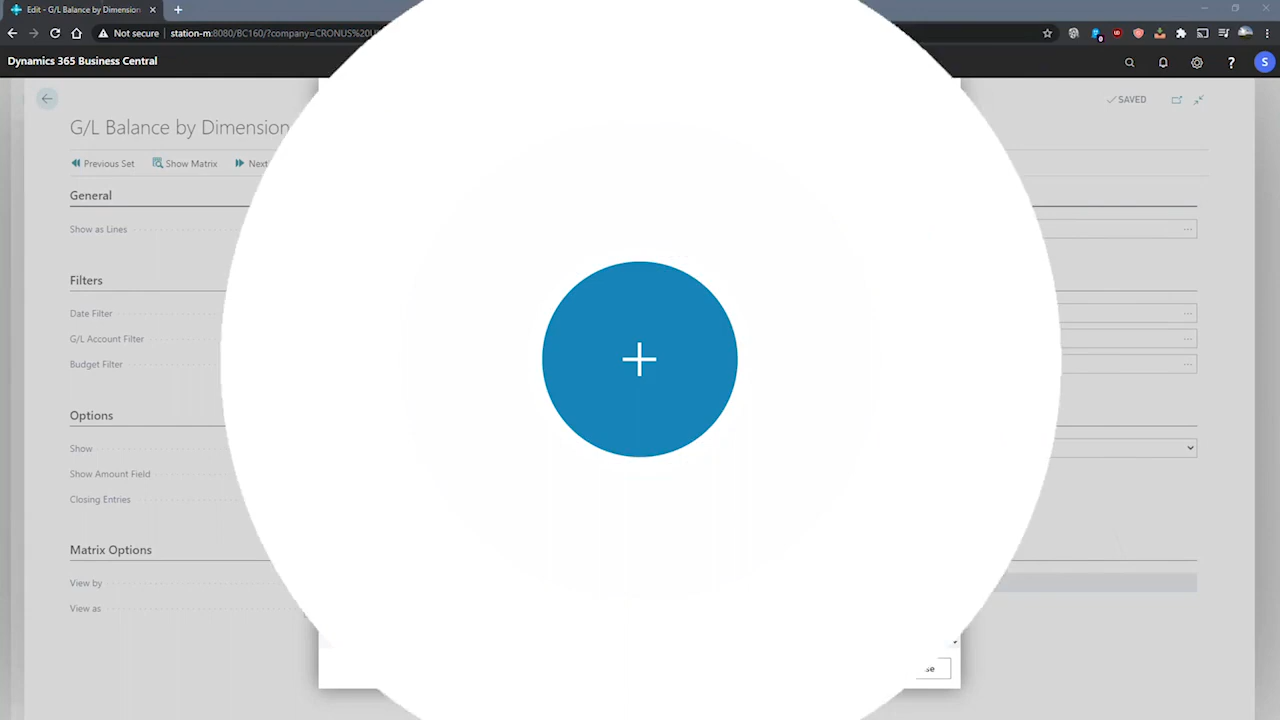 Edit - G/L Balance by Dimension
Not secure
station-m:8080/BC160/?company=CRONUS%20U
Dynamics 365 Business Central
?
S
SAVED
G/L Balance by Dimension
Previous Set
Show Matrix
Next
General
Show as Lines
Filters
Date Filter
G/L Account Filter
Budget Filter
Options
Show
Show Amount Field
Closing Entries
Matrix Options
View by
View as
se